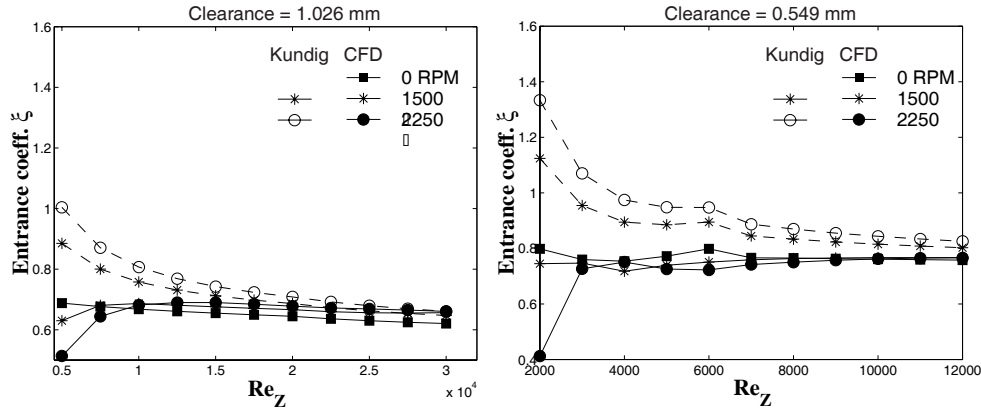 Clearance = 1.026 mm
1.6
1.4
1.2
1
0.8
0.6
Entrance coeff. ξ
Kundig CFD
0 RPM
1500
2250
0.5 1 1.5 2 2.5 3
x 10⁴
Re_Z
Clearance = 0.549 mm
1.6
1.4
1.2
1
0.8
0.6
0.4
Entrance coeff. ξ
Kundig CFD
0 RPM
1500
2250
2000 4000 6000 8000 10000 12000
Re_Z